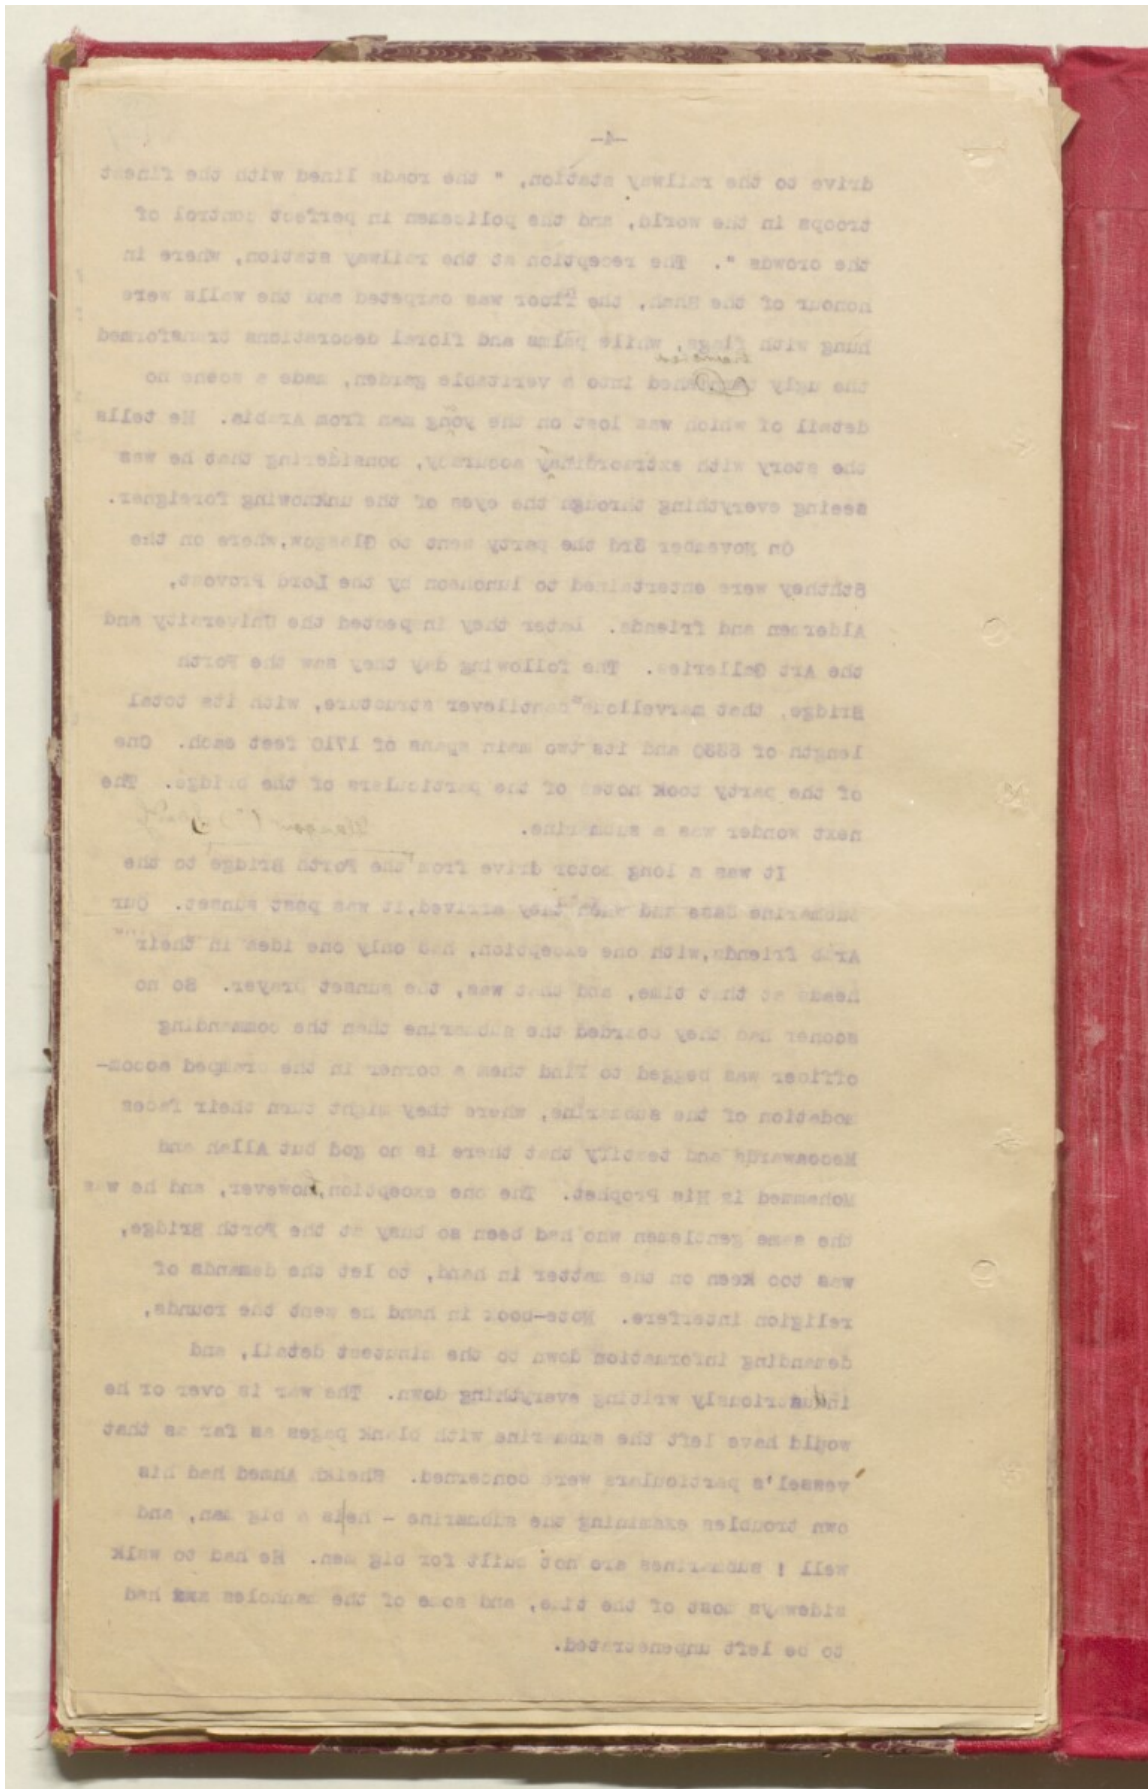 -4-
drive to the railway station, " the roads lined with the finest
troops in the world, and the policemen in perfect control of
the crowds ". The reception at the railway station, where in
honour of the Shah, the floor was carpeted and the walls were
hung with flags, while palms and floral decorations transformed
the ugly into a veritable garden, made a scene no
detail of which was lost on the yong man from Arabia. He tells
the story with extraordinay accuracy, considering that he was
seeing everything through the eyes of the unknowing foreigner.
On November 3rd the party went to Glasgow,where on the
5ththey were entertained to luncheon by the Lord Provost,
Aldermen and friends. Later they inspected the University and
the Art Galleries. The following day they saw the Forth
Bridge, that marvellous cantilever structure, with its total
length of 5330 and its two main spans of 1710 feet each. One
of the party took notes of the particulars of the bridge. The
next wonder was a submarine.
It was a long motor drive from the Forth Bridge to the
Submarine Base and when they arrived,it was past sunset. Our
Arab friends,with one exception, had only one idea in their
heads at that time, and that was, the sunset prayer. So no
sooner had they boarded the submarine then the commanding
officer was begged to find them a corner in the cramped accom-
modation of the submarine, where they might turn their faces
Meccawards and testify that there is no god but Allah and
Mohammed is His Prophet. The one exception,however, and he was
the same gentleman who had been so busy at the Forth Bridge,
was too keen on the matter in hand, to let the demands of
religion interfere. Note-book in hand he went the rounds,
demanding information down to the minutest detail, and
industriously writing everything down. The war is over or he
would have left the submarine with blank pages as far as that
vessel's particulars were concerned. Sheikh Ahmed had his
own troubles examining the submarine - he|is a big man, and
well ; submarines are not built for big men. He had to walk
sideways most of the time, and some of the manholes had
to be left unpenetrated.